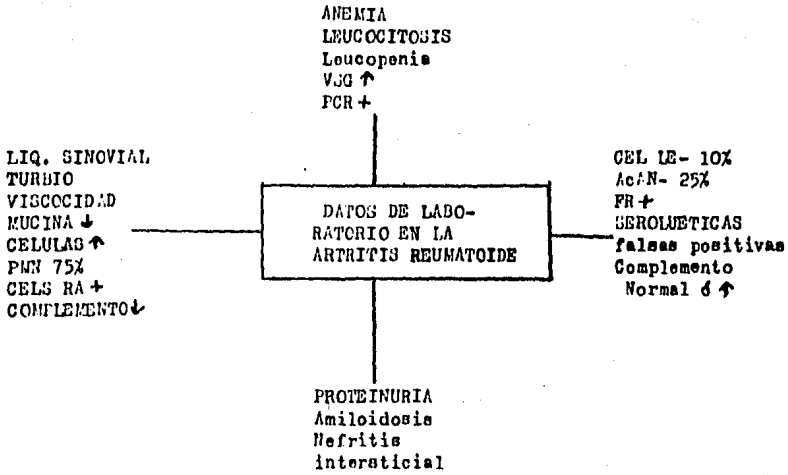 ANEMIA
LEUCOCITOSIS
Leucopenia
VSG ↑
PCR +
LIQ. SINOVIAL
TURBIO
VISCOCIDAD
MUCINA ↓
CELULAS ↑
PMN 75%
CELS RA +
COMPLEMENTO ↓
DATOS DE LABO-
RATORIO EN LA
ARTRITIS REUMATOIDE
CEL LE- 10%
AcAN- 25%
FR +
SEROLUETICAS
falsas positivas
Complemento
Normal ó ↑
PROTEINURIA
Amiloidosis
Nefritis
intersticial